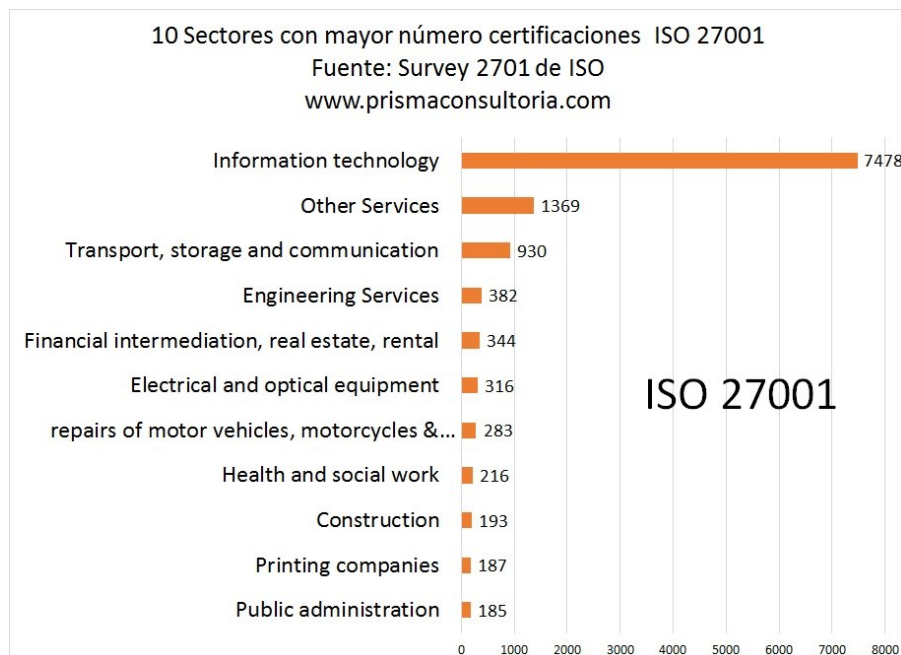 10 Sectores con mayor número certificaciones ISO 27001
Fuente: Survey 2701 de ISO
www.prismaconsultoria.com
Information technology 7478
Other Services 1369
Transport, storage and communication 930
Engineering Services 382
Financial intermediation, real estate, rental 344
Electrical and optical equipment 316
ISO 27001
repairs of motor vehicles, motorcycles &... 283
Health and social work 216
Construction 193
Printing companies 187
Public administration 185
0 1000 2000 3000 4000 5000 6000 7000 8000